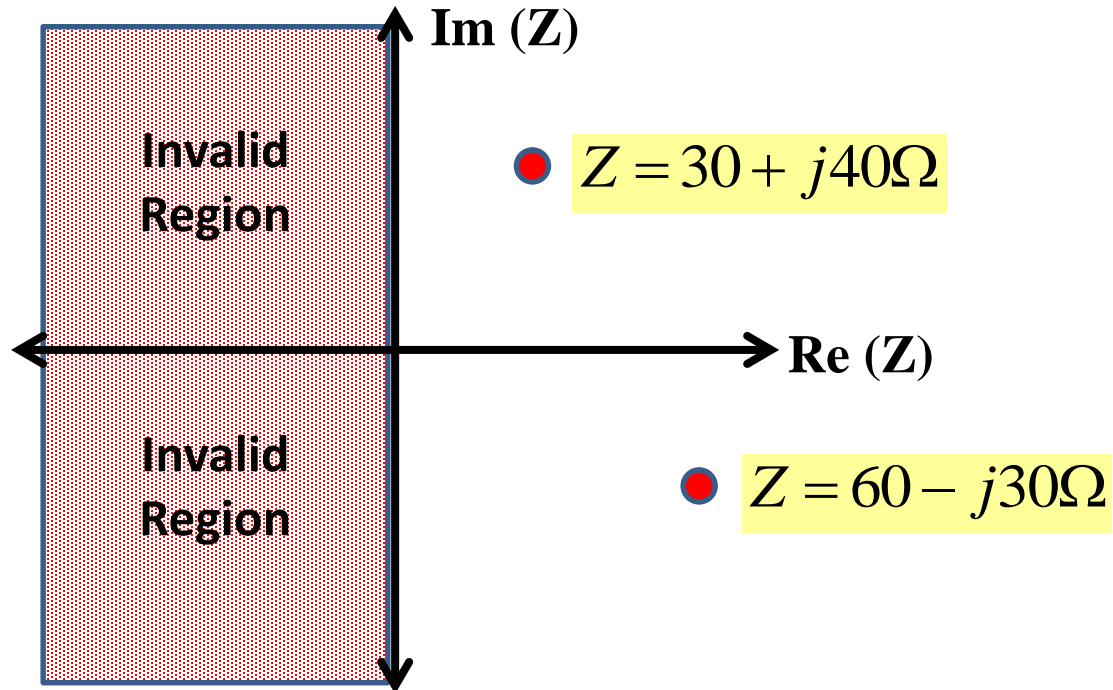 Im (Z)
Invalid
Region
Z = 30 + j40Ω
Re (Z)
Invalid
Region
Z = 60 − j30Ω